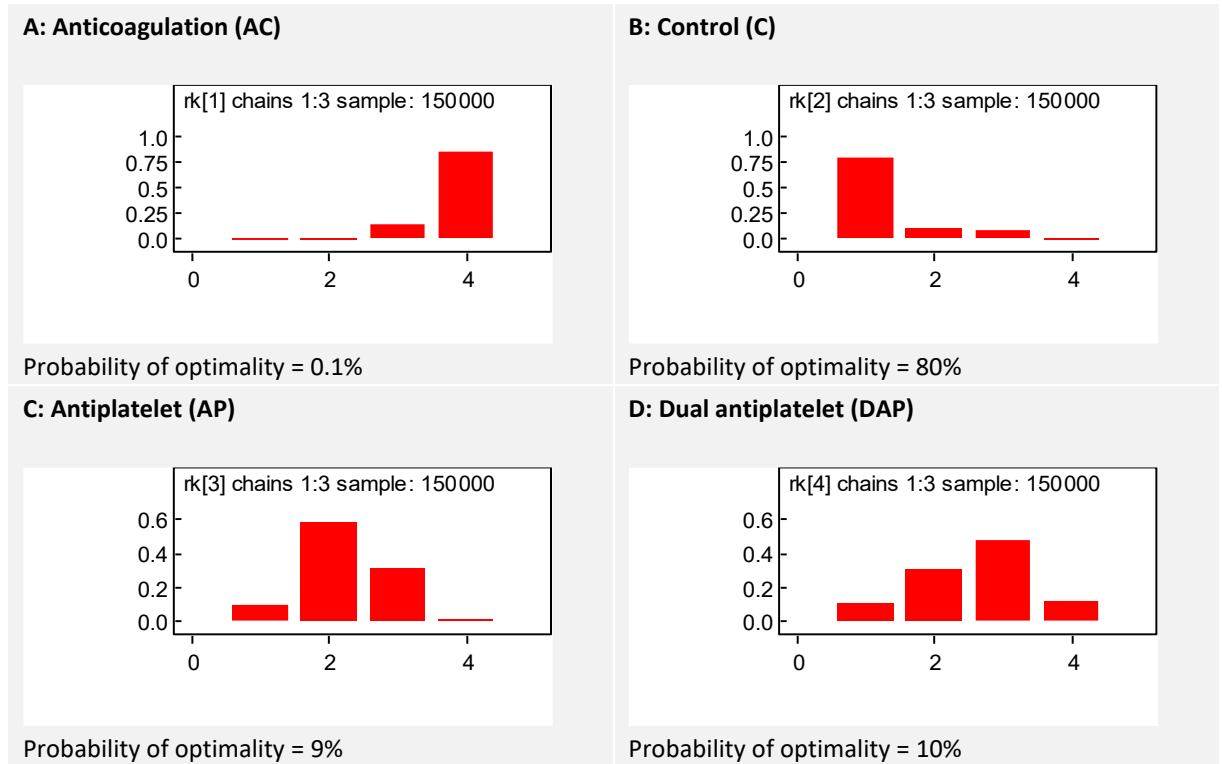 A: Anticoagulation (AC)
rk[1] chains 1:3 sample: 150000
1.0
0.75
0.5
0.25
0.0
0 2 4
Probability of optimality = 0.1%
B: Control (C)
rk[2] chains 1:3 sample: 150000
1.0
0.75
0.5
0.25
0.0
0 2 4
Probability of optimality = 80%
C: Antiplatelet (AP)
rk[3] chains 1:3 sample: 150000
0.6
0.4
0.2
0.0
0 2 4
Probability of optimality = 9%
D: Dual antiplatelet (DAP)
rk[4] chains 1:3 sample: 150000
0.6
0.4
0.2
0.0
0 2 4
Probability of optimality = 10%